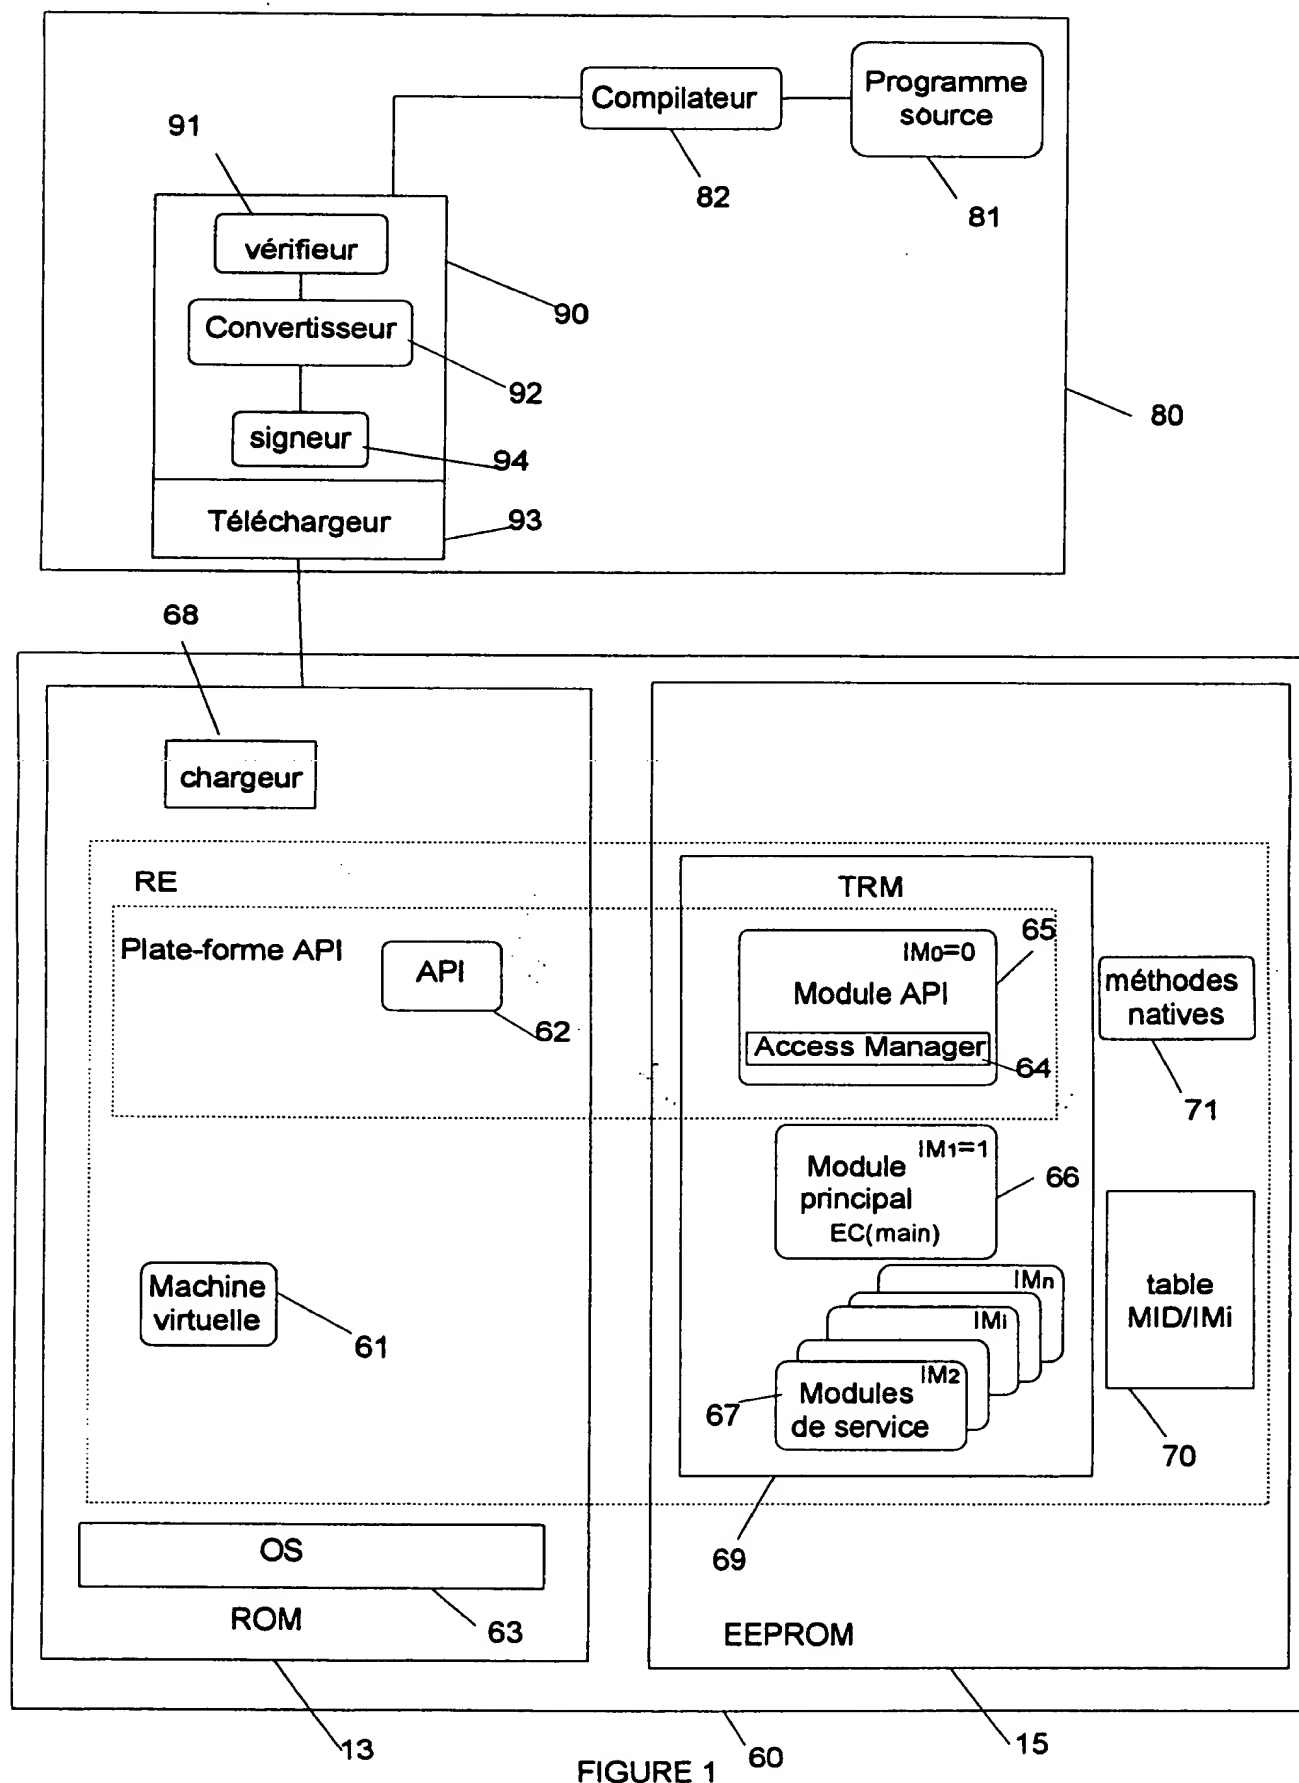 Programme
source
Compilateur
91
82
81
vérifieur
90
Convertisseur
92
80
signeur
94
Téléchargeur
93
68
chargeur
RE
TRM
Plate-forme API
API
62
65
IM0=0
Module API
Access Manager
64
méthodes
natives
71
IM1=1
Module
principal
EC(main)
66
Machine
virtuelle
61
IMn
IMi
IM2
Modules
de service
67
table
MID/IMi
70
69
OS
63
ROM
EEPROM
13
60
15
FIGURE 1